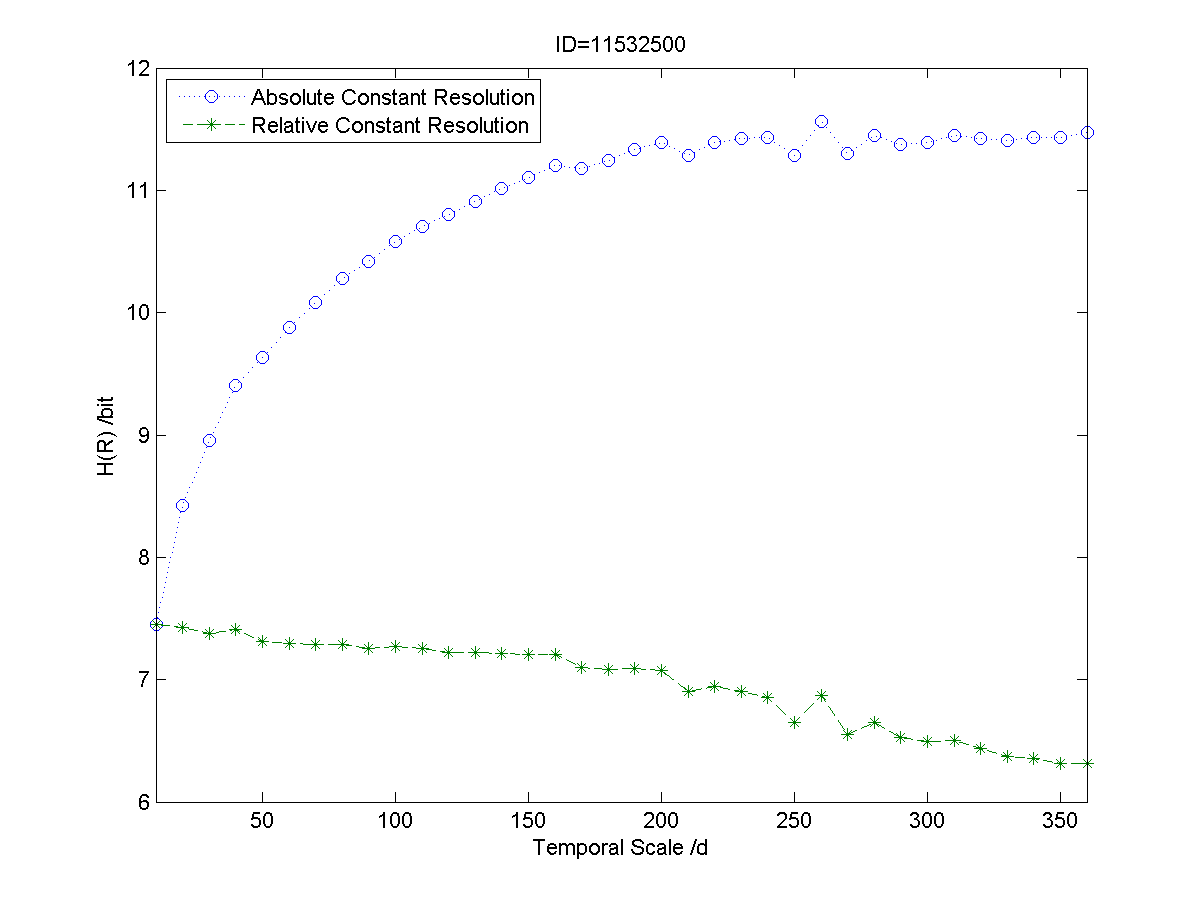 ID=11532500
12
Absolute Constant Resolution
Relative Constant Resolution
11
10
9
8
7
6
H(R) /bit
50
100
150
200
250
300
350
Temporal Scale /d